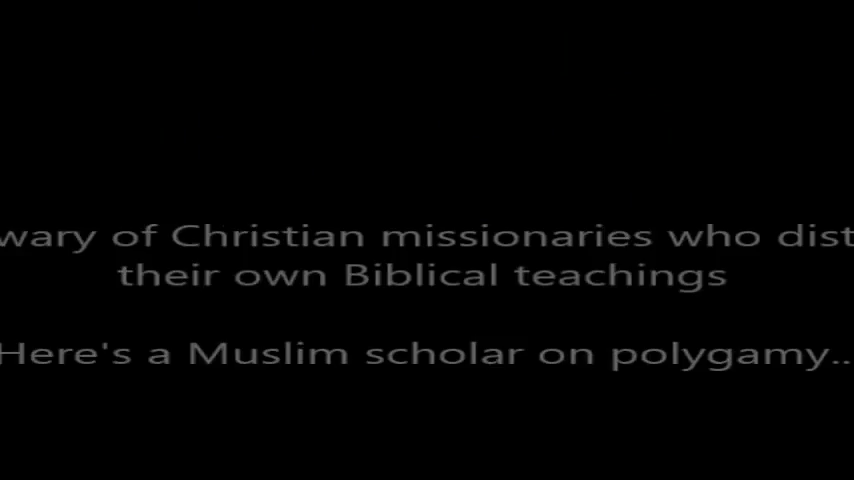 wary of Christian missionaries who dist
their own Biblical teachings
Here's a Muslim scholar on polygamy..